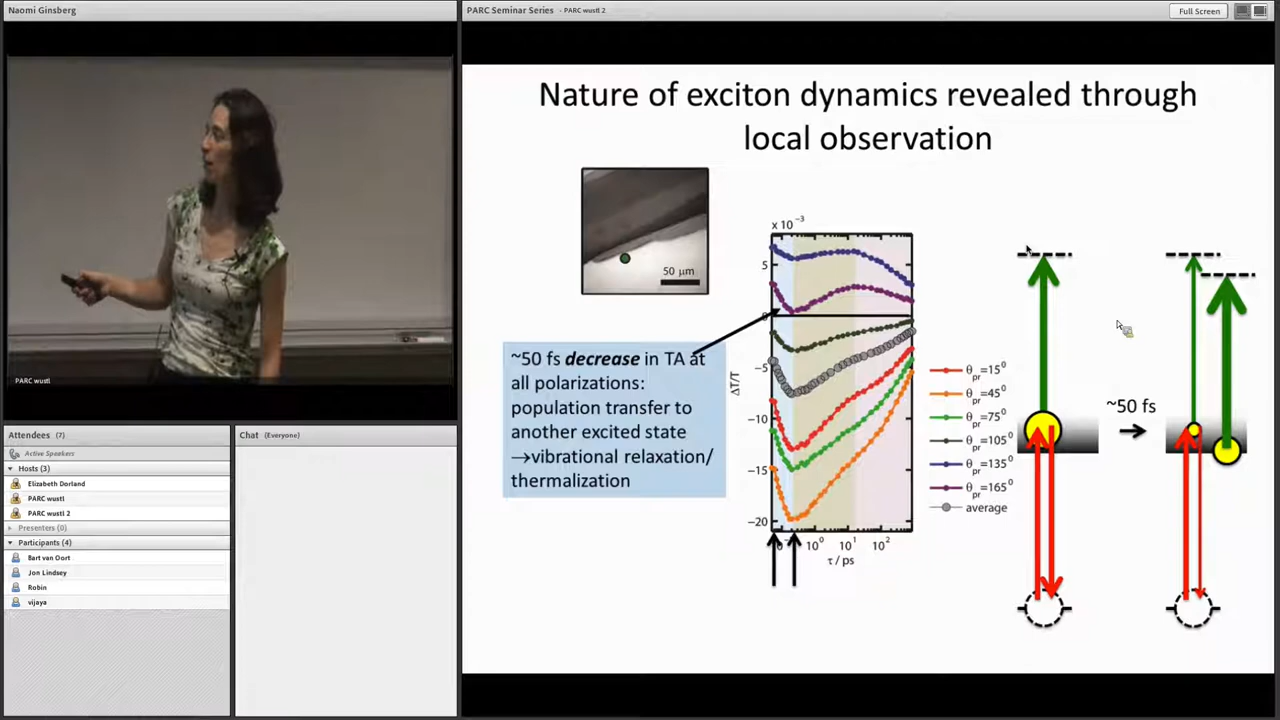 Naomi Ginsberg
PARC wustl
Attendees (7)
Active Speakers
Hosts (3)
Elizabeth Dorland
PARC wustl
PARC wustl 2
Presenters (0)
Participants (4)
Bart van Oort
Jon Lindsey
Robin
vijaya
Chat (Everyone)
PARC Seminar Series - PARC wustl 2
Full Screen
Nature of exciton dynamics revealed through
local observation
50 μm
~50 fs decrease in TA at
all polarizations:
population transfer to
another excited state
→vibrational relaxation/
thermalization
x 10⁻³
5
0
−5
−10
−15
−20
ΔT/T
10⁰ 10¹ 10²
τ / ps
θpr=15⁰
θpr=45⁰
θpr=75⁰
θpr=105⁰
θpr=135⁰
θpr=165⁰
average
~50 fs